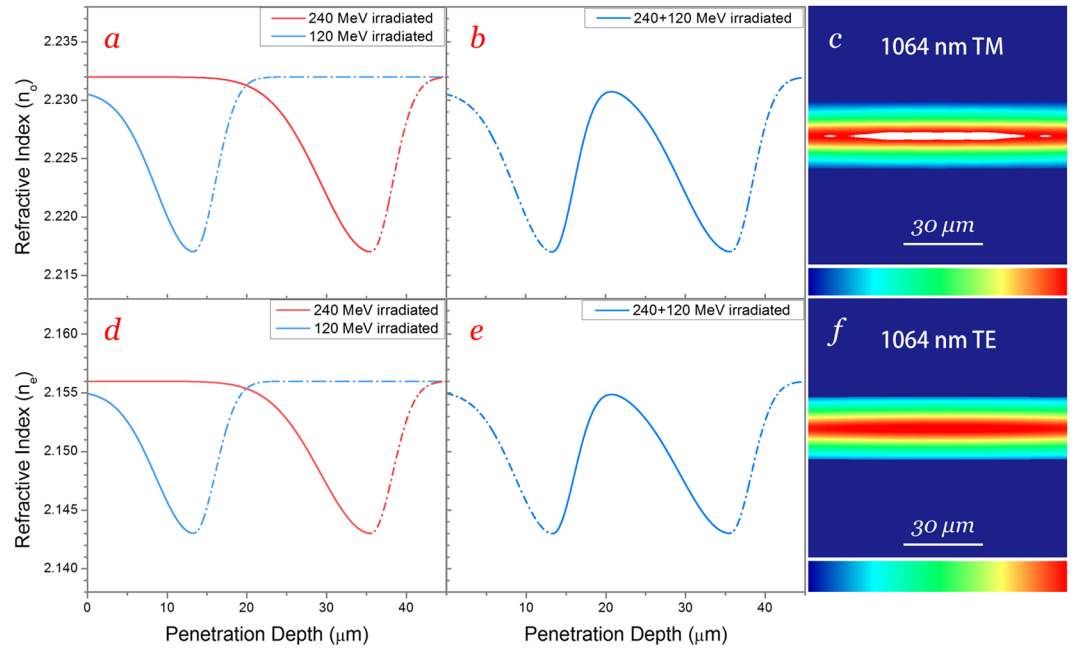 a
240 MeV irradiated
120 MeV irradiated
b
240+120 MeV irradiated
c
1064 nm TM
30 μm
Refractive Index (n_o)
2.235
2.230
2.225
2.220
2.215
d
240 MeV irradiated
120 MeV irradiated
e
240+120 MeV irradiated
f
1064 nm TE
30 μm
Refractive Index (n_e)
2.160
2.155
2.150
2.145
2.140
0 10 20 30 40
0 10 20 30 40
Penetration Depth (μm)
Penetration Depth (μm)